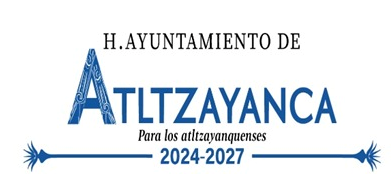 H.AYUNTAMIENTO DE
ATLTZAYANCA
Para los atltzayanquenses
2024-2027